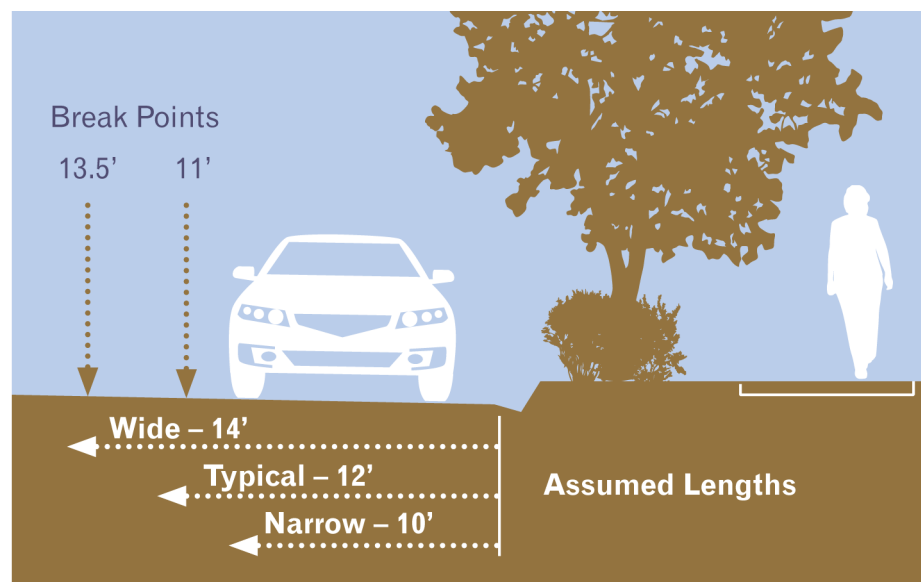 Break Points
13.5’ 11’
Wide – 14’
Typical – 12’
Narrow – 10’
Assumed Lengths